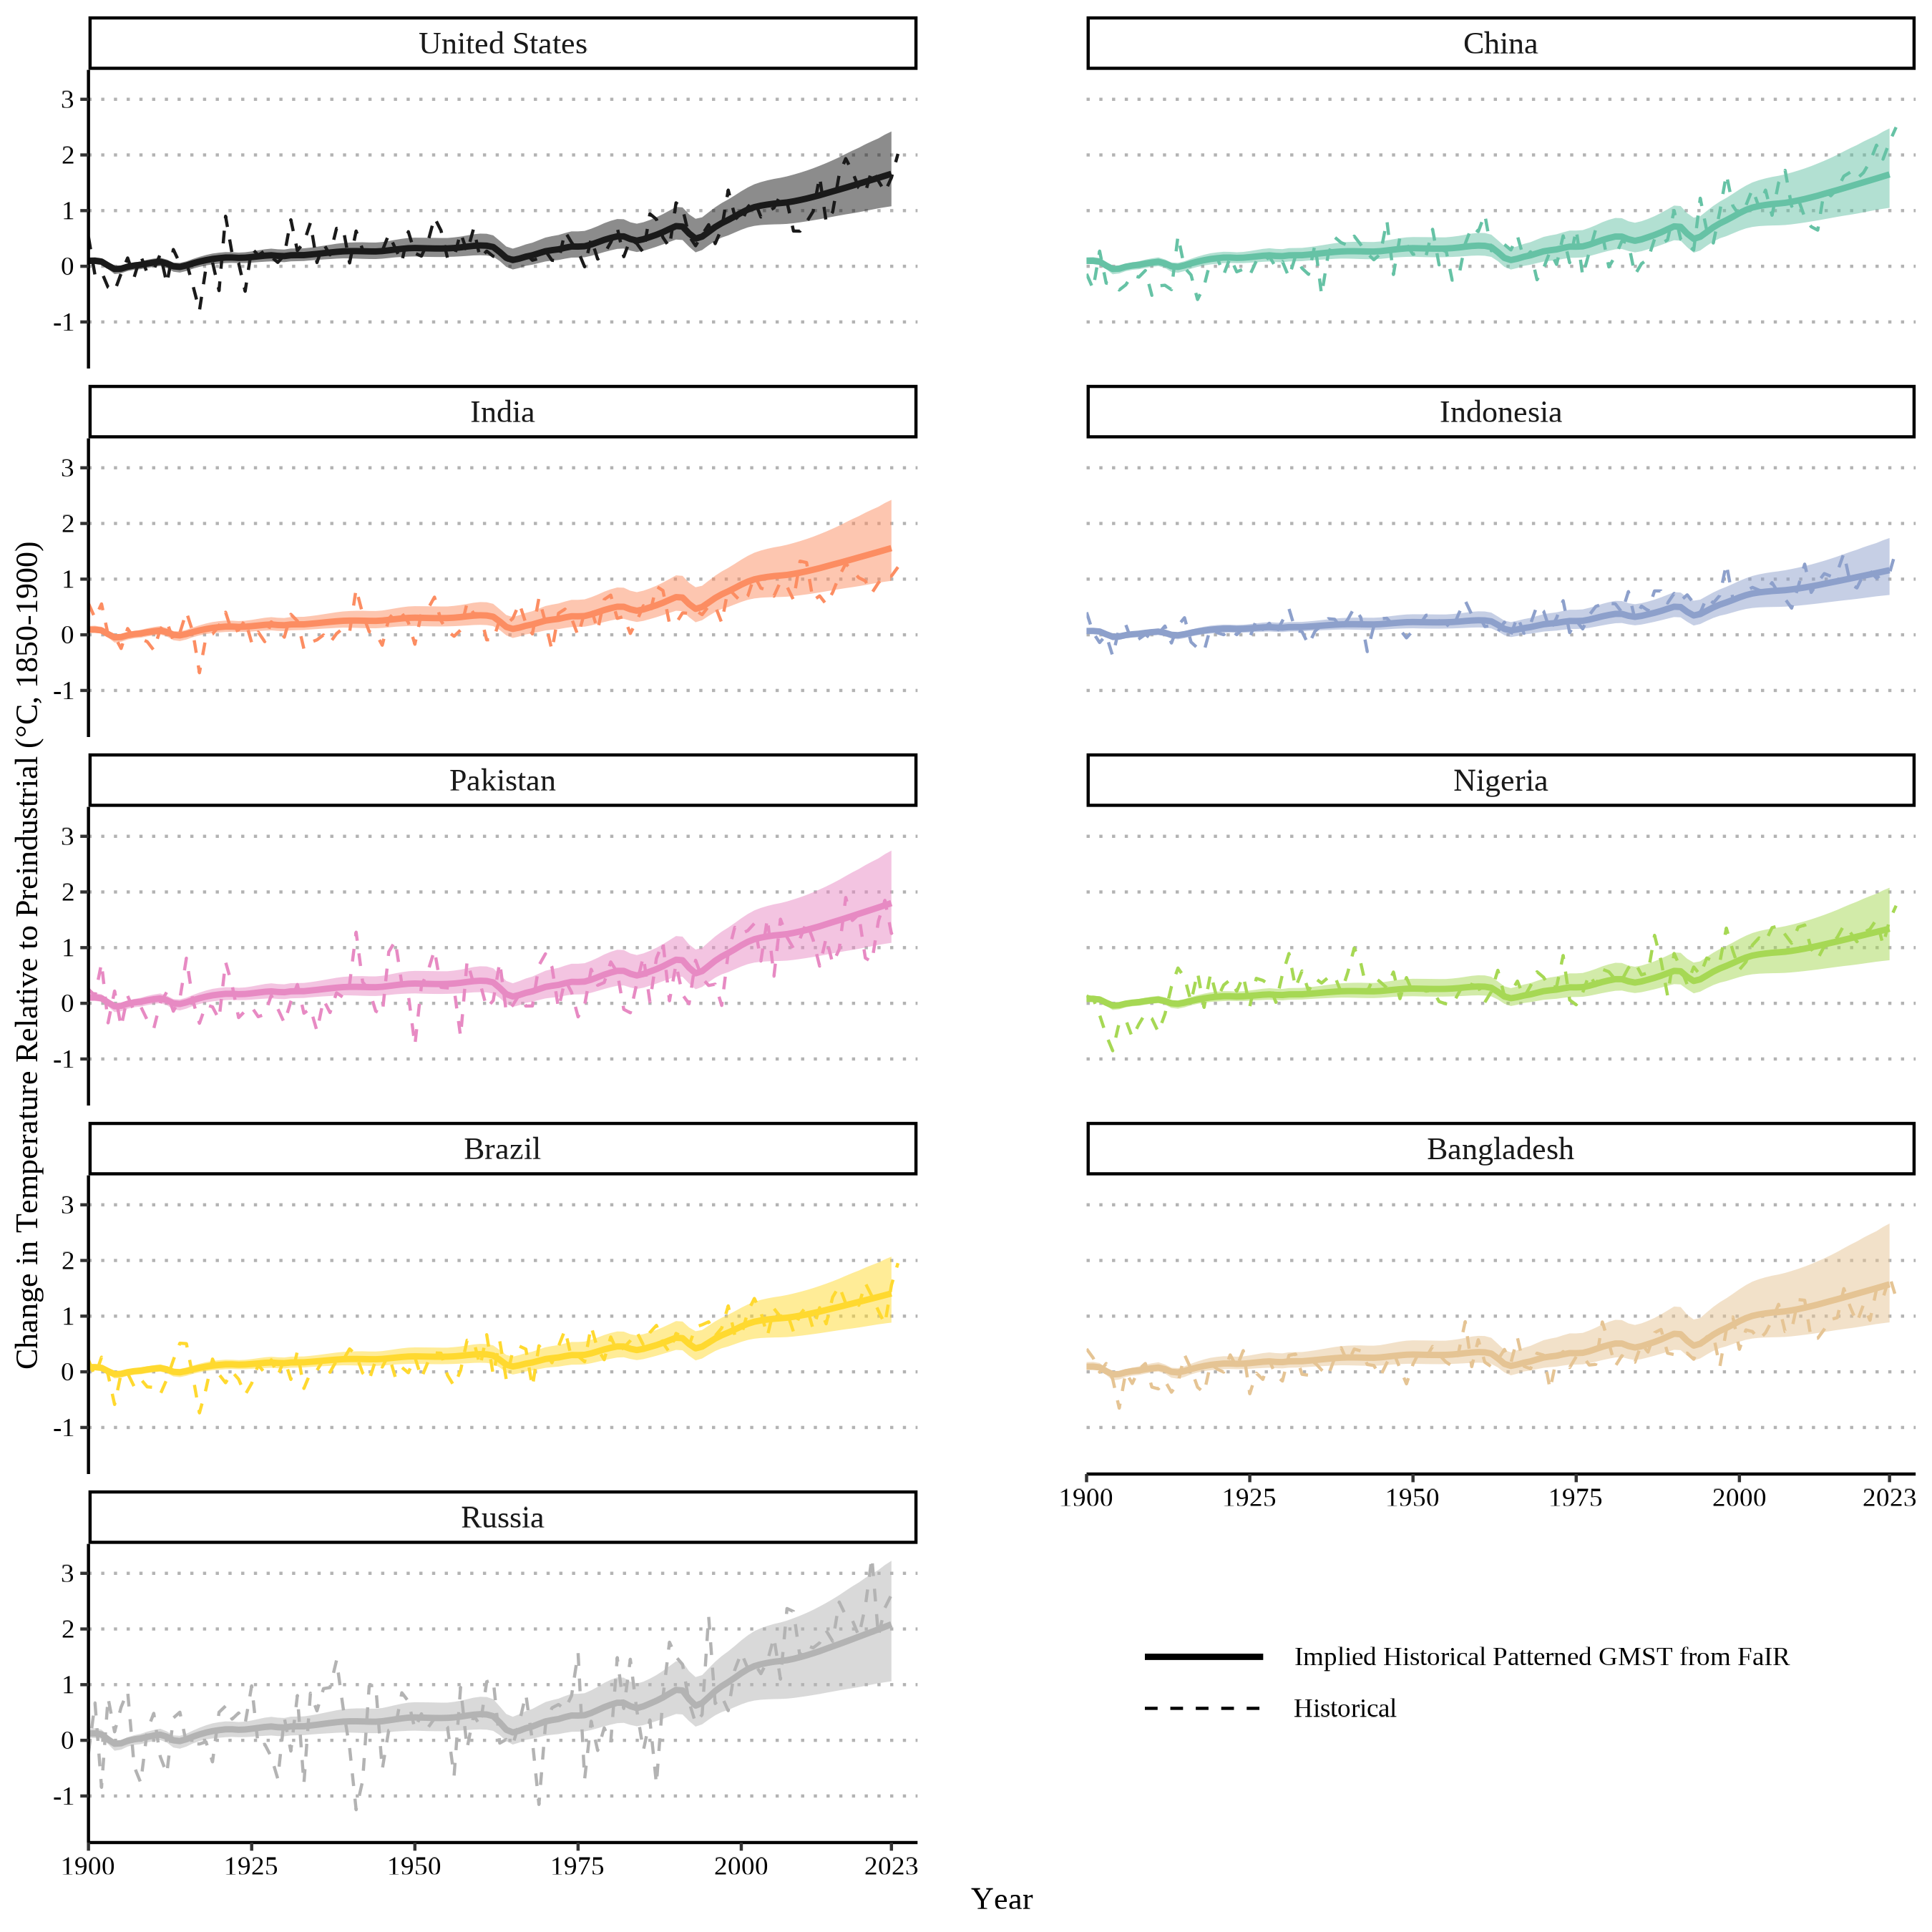 United States
China
3
2
1
0
-1
India
Indonesia
3
2
1
0
-1
Pakistan
Nigeria
3
2
1
0
-1
Brazil
Bangladesh
3
2
1
0
-1
1900 1925 1950 1975 2000 2023
Russia
3
2
1
0
-1
1900 1925 1950 1975 2000 2023
Implied Historical Patterned GMST from FaIR
Historical
Change in Temperature Relative to Preindustrial (°C, 1850-1900)
Year